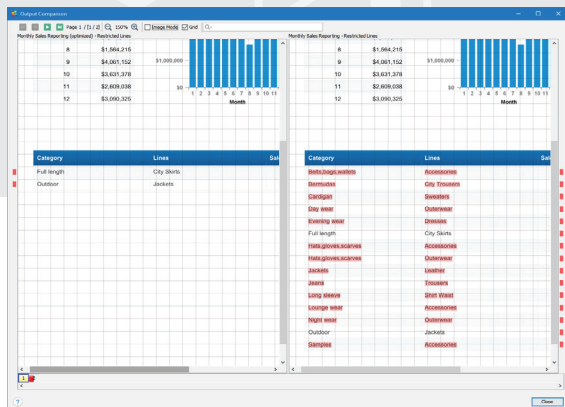 Output Comparison
Page 1 / [1 / 2] 150% Image Mode Grid
Monthly Sales Reporting (optimized) - Restricted Lines
8 $1,564,215
9 $4,061,152
10 $3,631,378
11 $2,609,038
12 $3,090,325
$1,000,000
$0
1 2 3 4 5 6 7 8 9 10 11
Month
Category Lines Sal
Full length City Skirts
Outdoor Jackets
Monthly Sales Reporting - Restricted Lines
8 $1,564,215
9 $4,061,152
10 $3,631,378
11 $2,609,038
12 $3,090,325
$1,000,000
$0
1 2 3 4 5 6 7 8 9 10 11
Month
Category Lines Sal
Belts,bags,wallets Accessories
Bermudas City Trousers
Cardigan Sweaters
Day wear Outerwear
Evening wear Dresses
Full length City Skirts
Hats,gloves,scarves Accessories
Hats,gloves,scarves Outerwear
Jackets Leather
Jeans Trousers
Long sleeve Shirt Waist
Lounge wear Accessories
Night wear Outerwear
Outdoor Jackets
Samples Accessories
1
Close